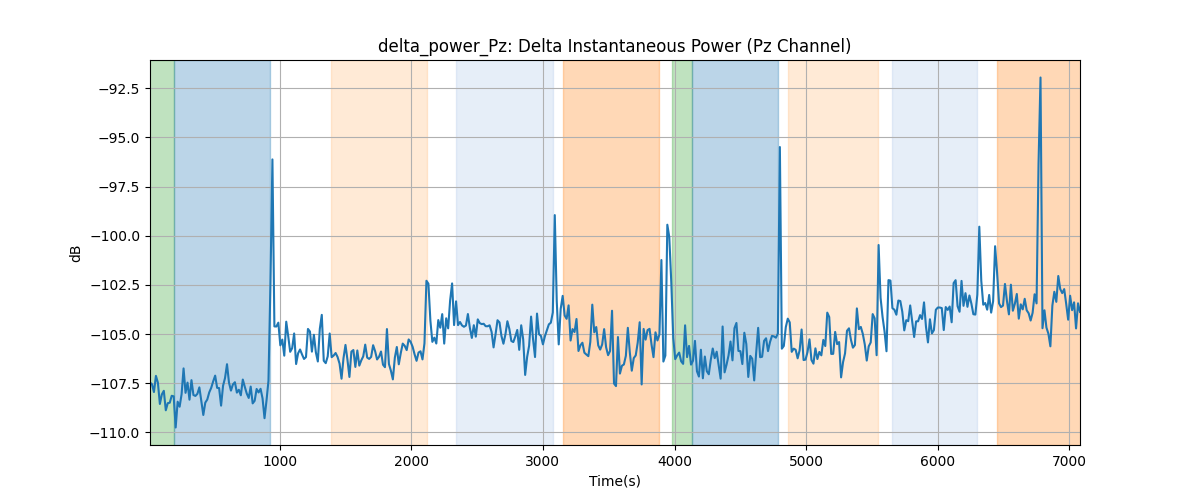 delta_power_Pz: Delta Instantaneous Power (Pz Channel)
dB
−92.5
−95.0
−97.5
−100.0
−102.5
−105.0
−107.5
−110.0
1000 2000 3000 4000 5000 6000 7000
Time(s)